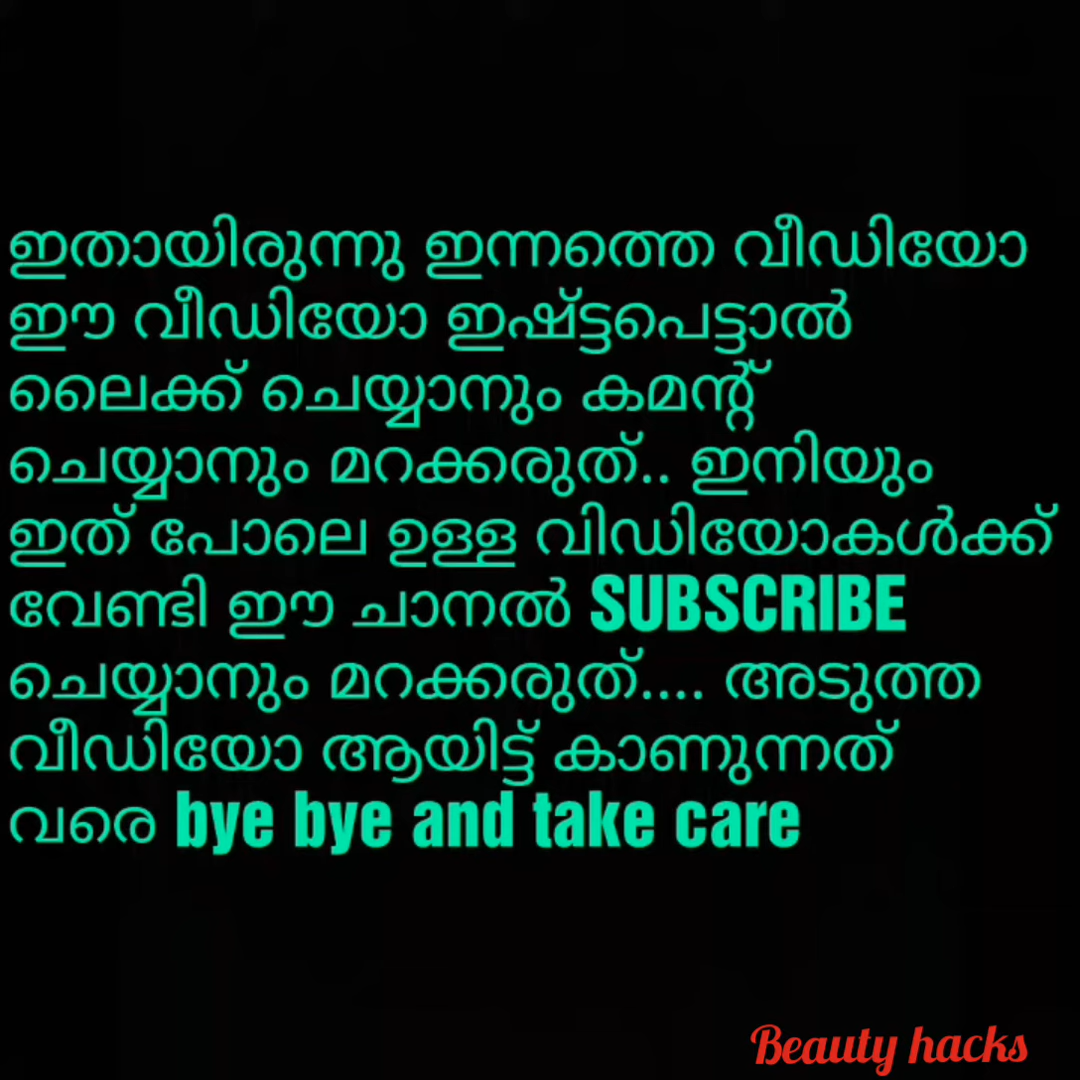 ഇതായിരുന്നു ഇന്നത്തെ വീഡിയോ
ഈ വീഡിയോ ഇഷ്ട്ടപെട്ടാൽ
ലൈക്ക് ചെയ്യാനും കമന്റ്
ചെയ്യാനും മറക്കരുത്.. ഇനിയും
ഇത് പോലെ ഉള്ള വിഡിയോകൾക്ക്
വേണ്ടി ഈ ചാനൽ SUBSCRIBE
ചെയ്യാനും മറക്കരുത്.... അടുത്ത
വീഡിയോ ആയിട്ട് കാണുന്നത്
വരെ bye bye and take care
Beauty hacks